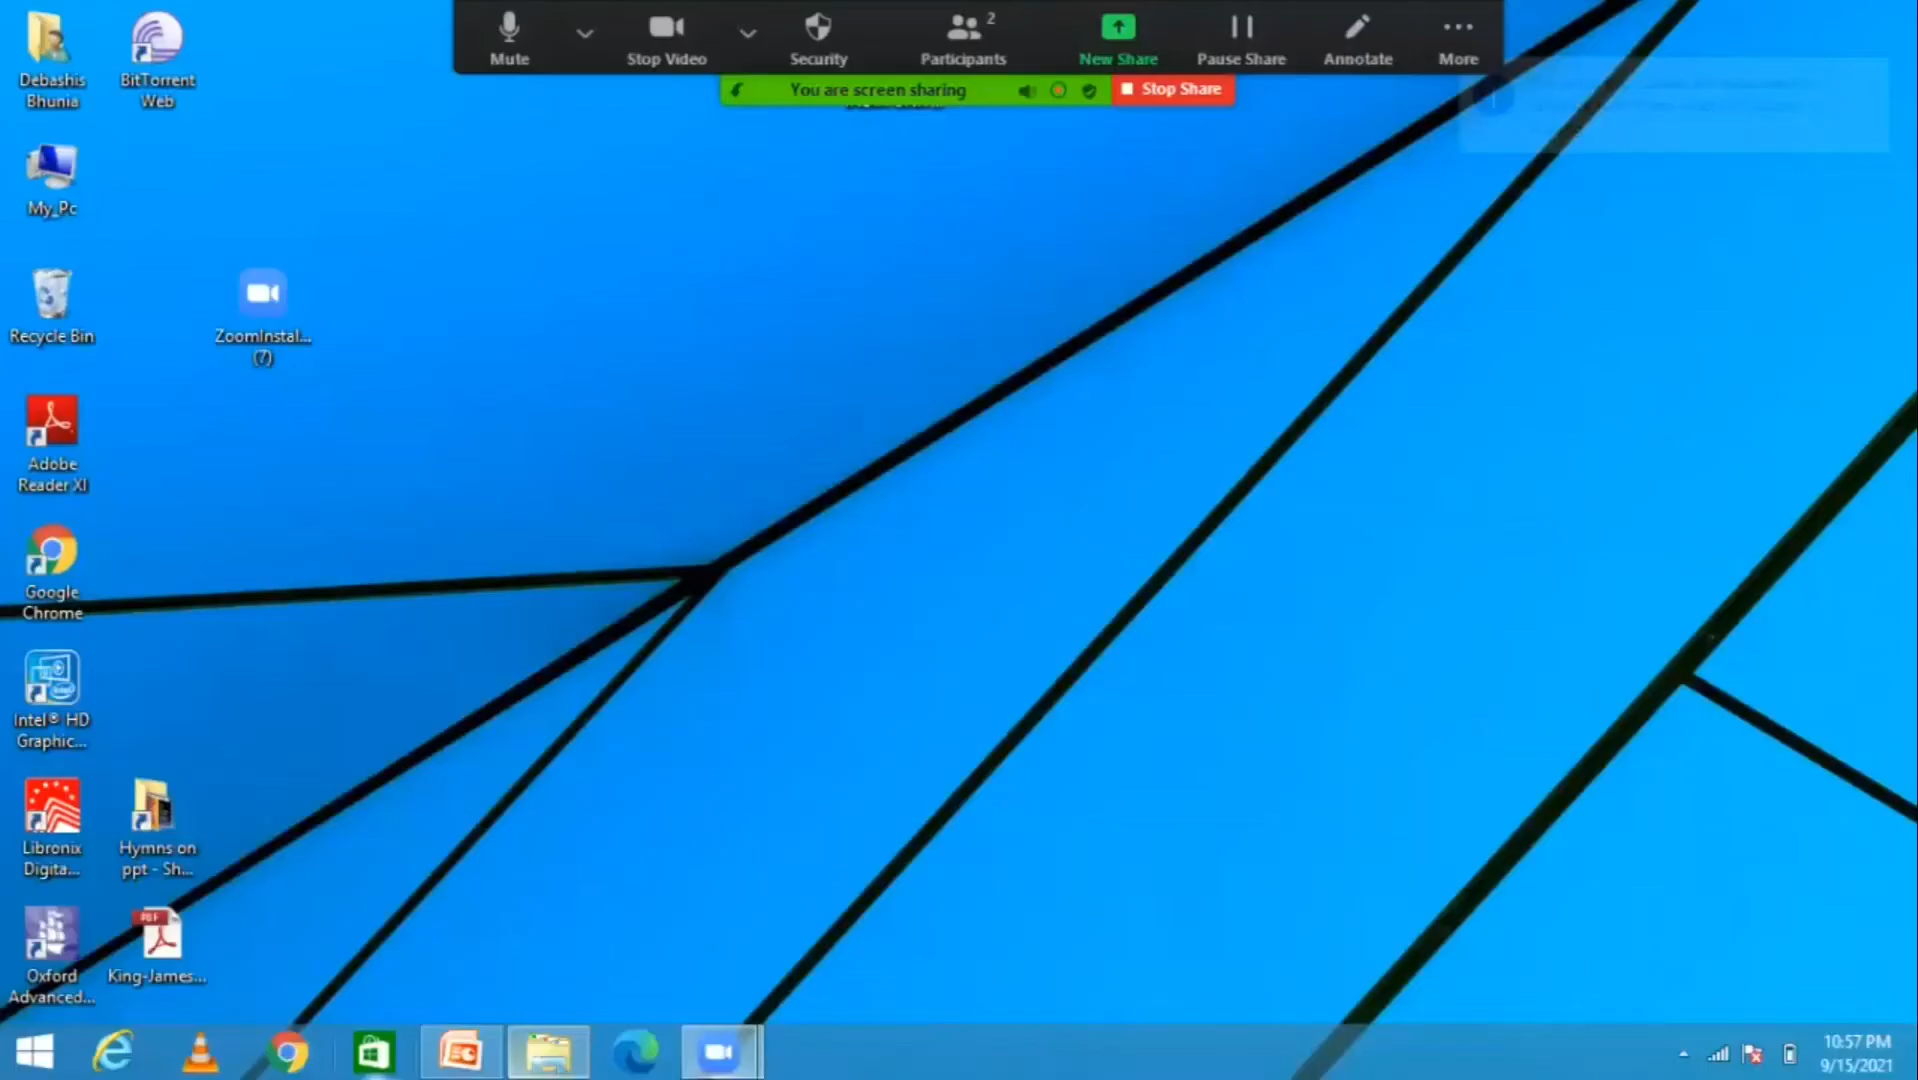 Mute
Stop Video
Security
Participants
2
New Share
Pause Share
Annotate
More
You are screen sharing
Stop Share
Debashis
Bhunia
BitTorrent
Web
My_Pc
Recycle Bin
ZoomInstal...
(7)
Adobe
Reader XI
Google
Chrome
Intel® HD
Graphic...
Libronix
Digita...
Hymns on
ppt - Sh...
PDF
Oxford
Advanced...
King-James...
10:57 PM
9/15/2021